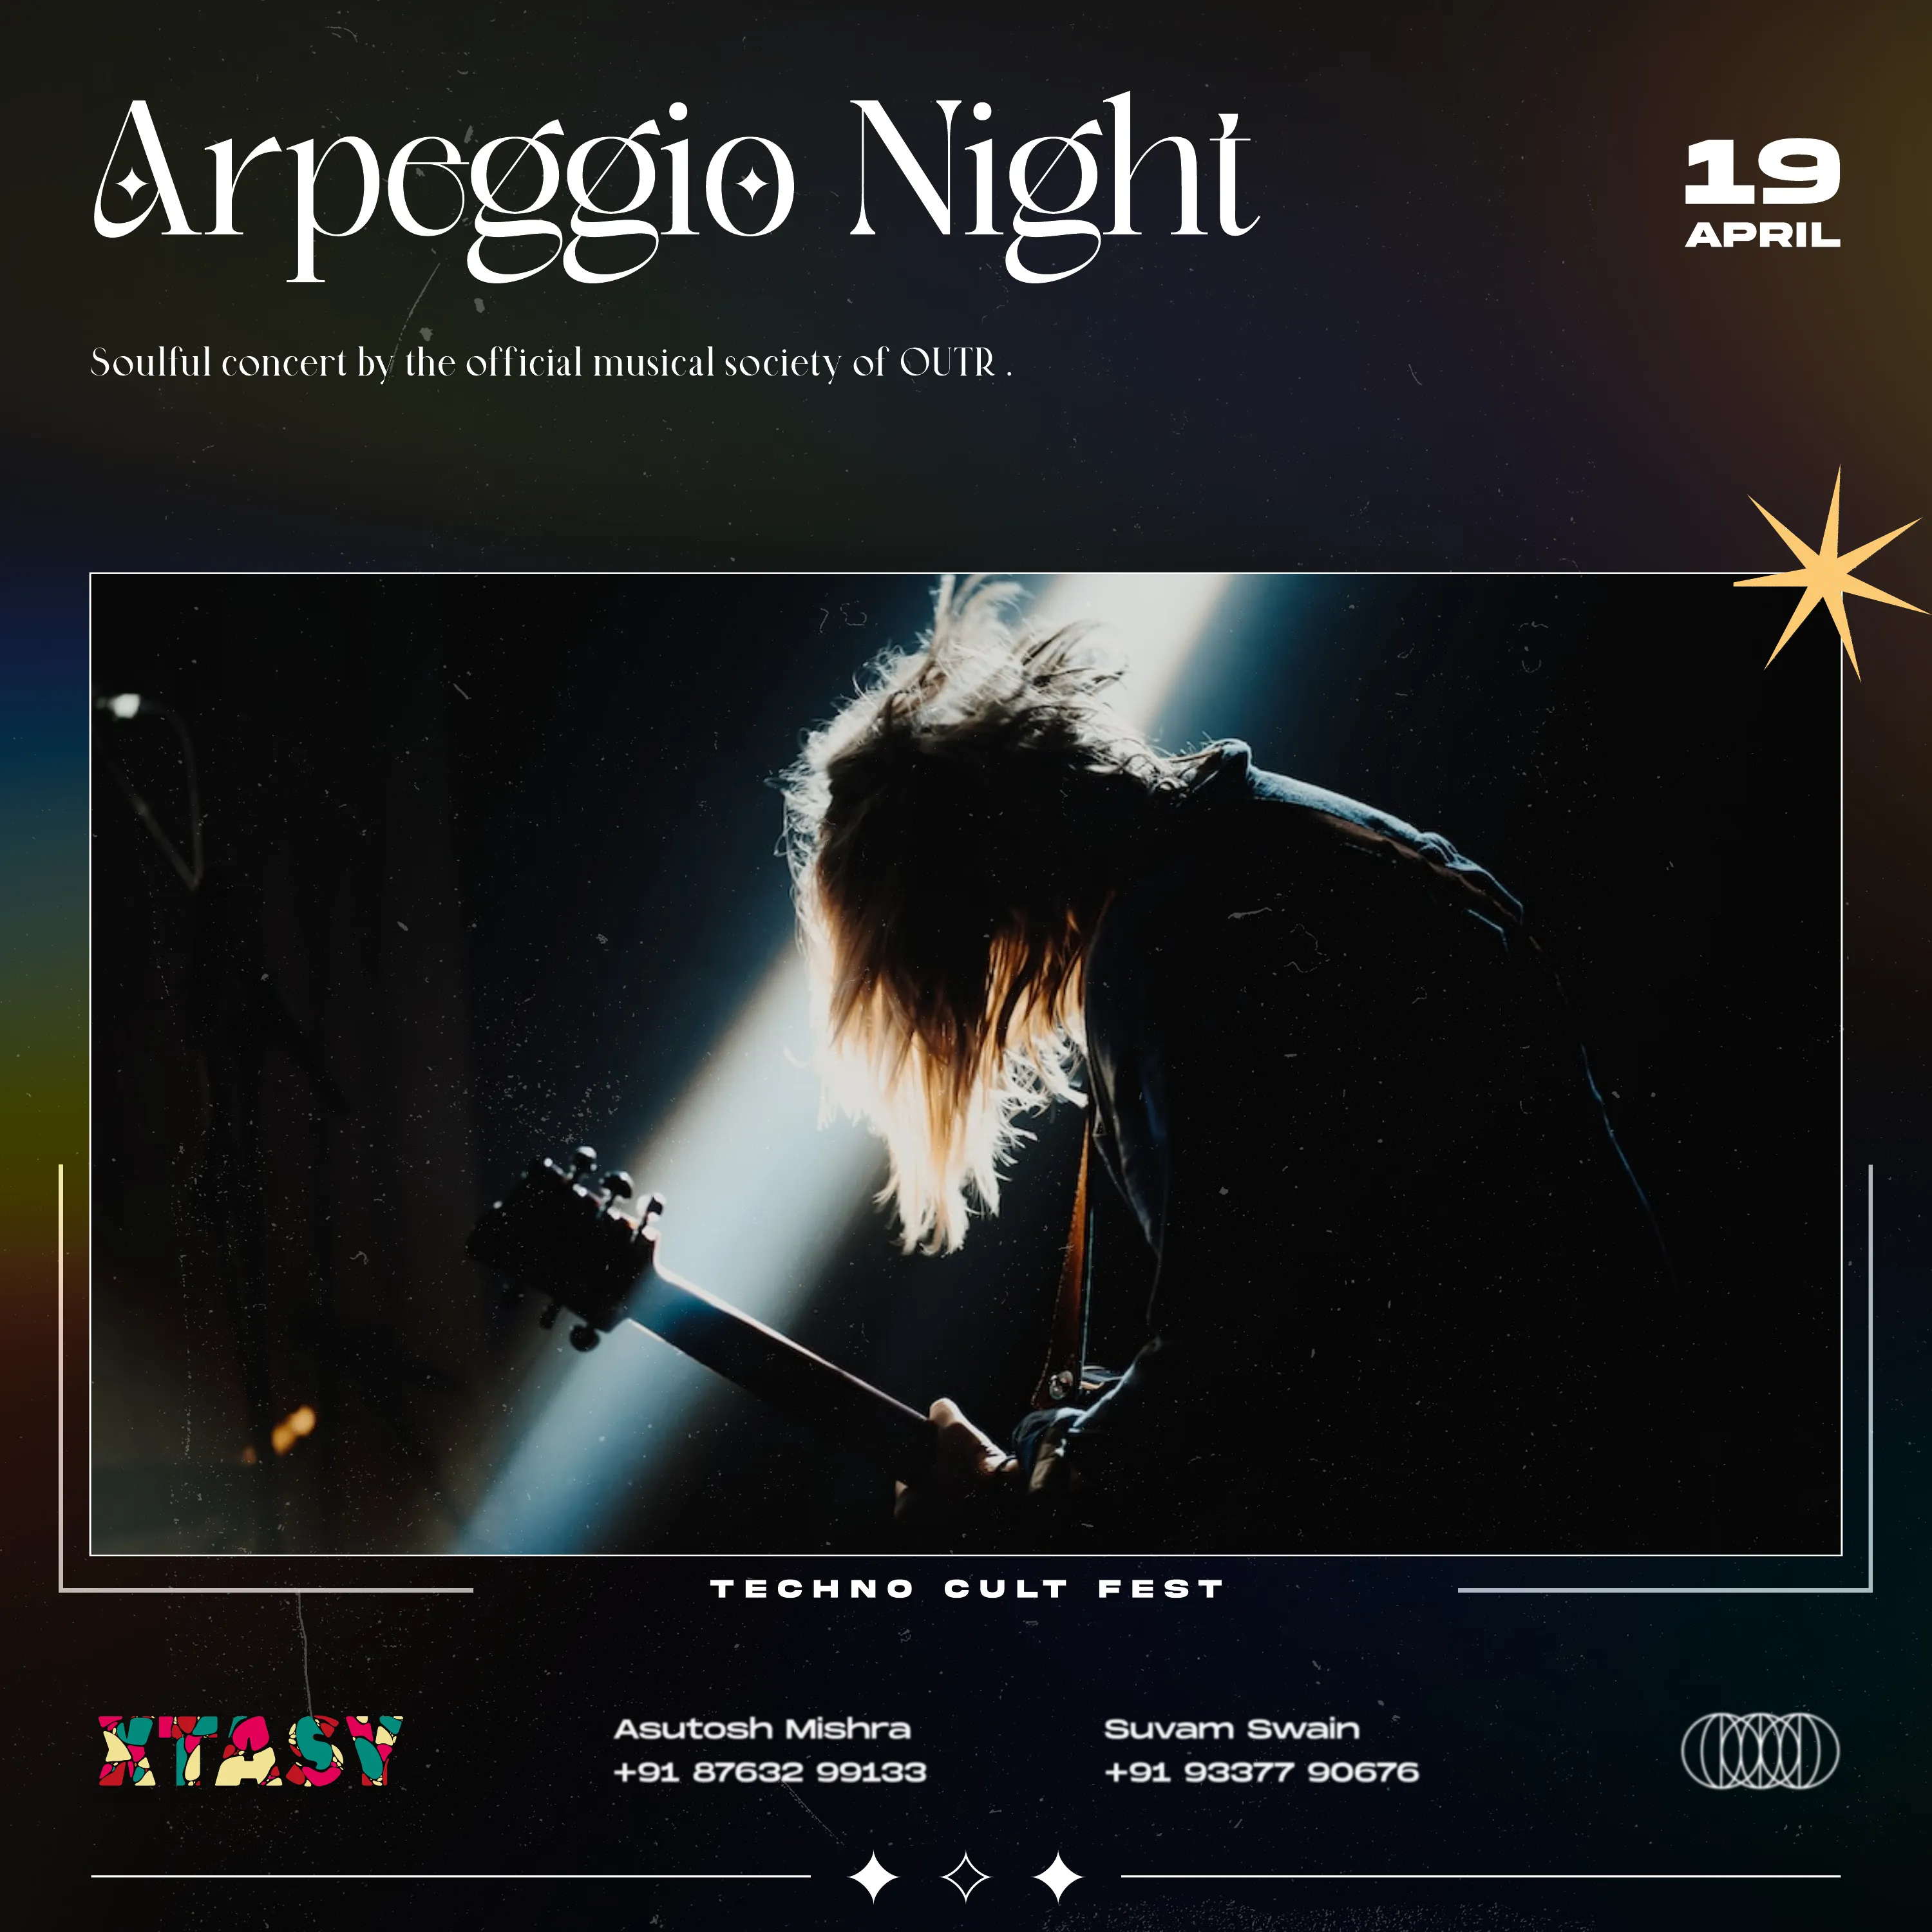 Arpeggio Night
19
APRIL
Soulful concert by the official musical society of OUTR .
TECHNO CULT FEST
XTASY
Asutosh Mishra
+91 87632 99133
Suvam Swain
+91 93377 90676